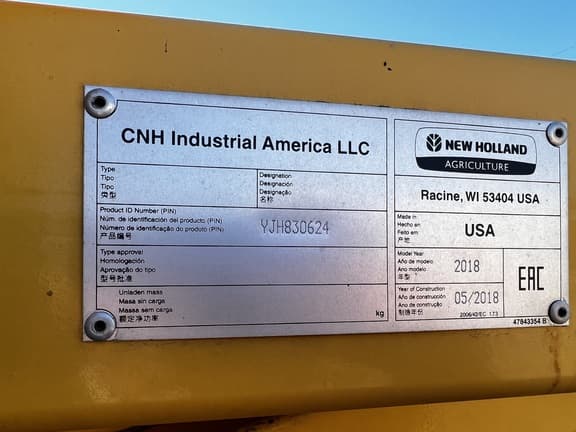 CNH Industrial America LLC
Type
Tipo
Tipo
类型
Designation
Designación
Designação
名称
Product ID Number (PIN)
Núm. de identificación del producto (PIN)
Número de identificação do produto (PIN)
产品编号
YJH830624
Type approval
Homologación
Aprovação do tipo
型号批准
Unladen mass
Masa sin carga
Massa sem carga
额定净功率
kg
NEW HOLLAND
AGRICULTURE
Racine, WI 53404 USA
Made in
Hecho en
Feito em
产地
USA
Model Year
Año de modelo
Ano de modelo
年型
2018
Year of Construction
Año de construcción
Ano de construção
制造年份
05/2018
2006/42/EC 1.7.3
EAC
47843354 B